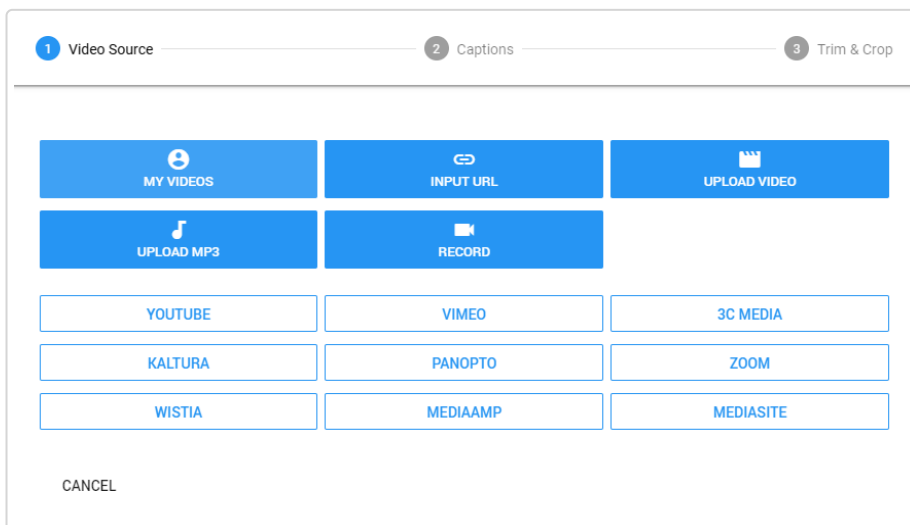 1 Video Source 2 Captions 3 Trim & Crop
MY VIDEOS INPUT URL UPLOAD VIDEO
UPLOAD MP3 RECORD
YOUTUBE VIMEO 3C MEDIA
KALTURA PANOPTO ZOOM
WISTIA MEDIAAMP MEDIASITE
CANCEL